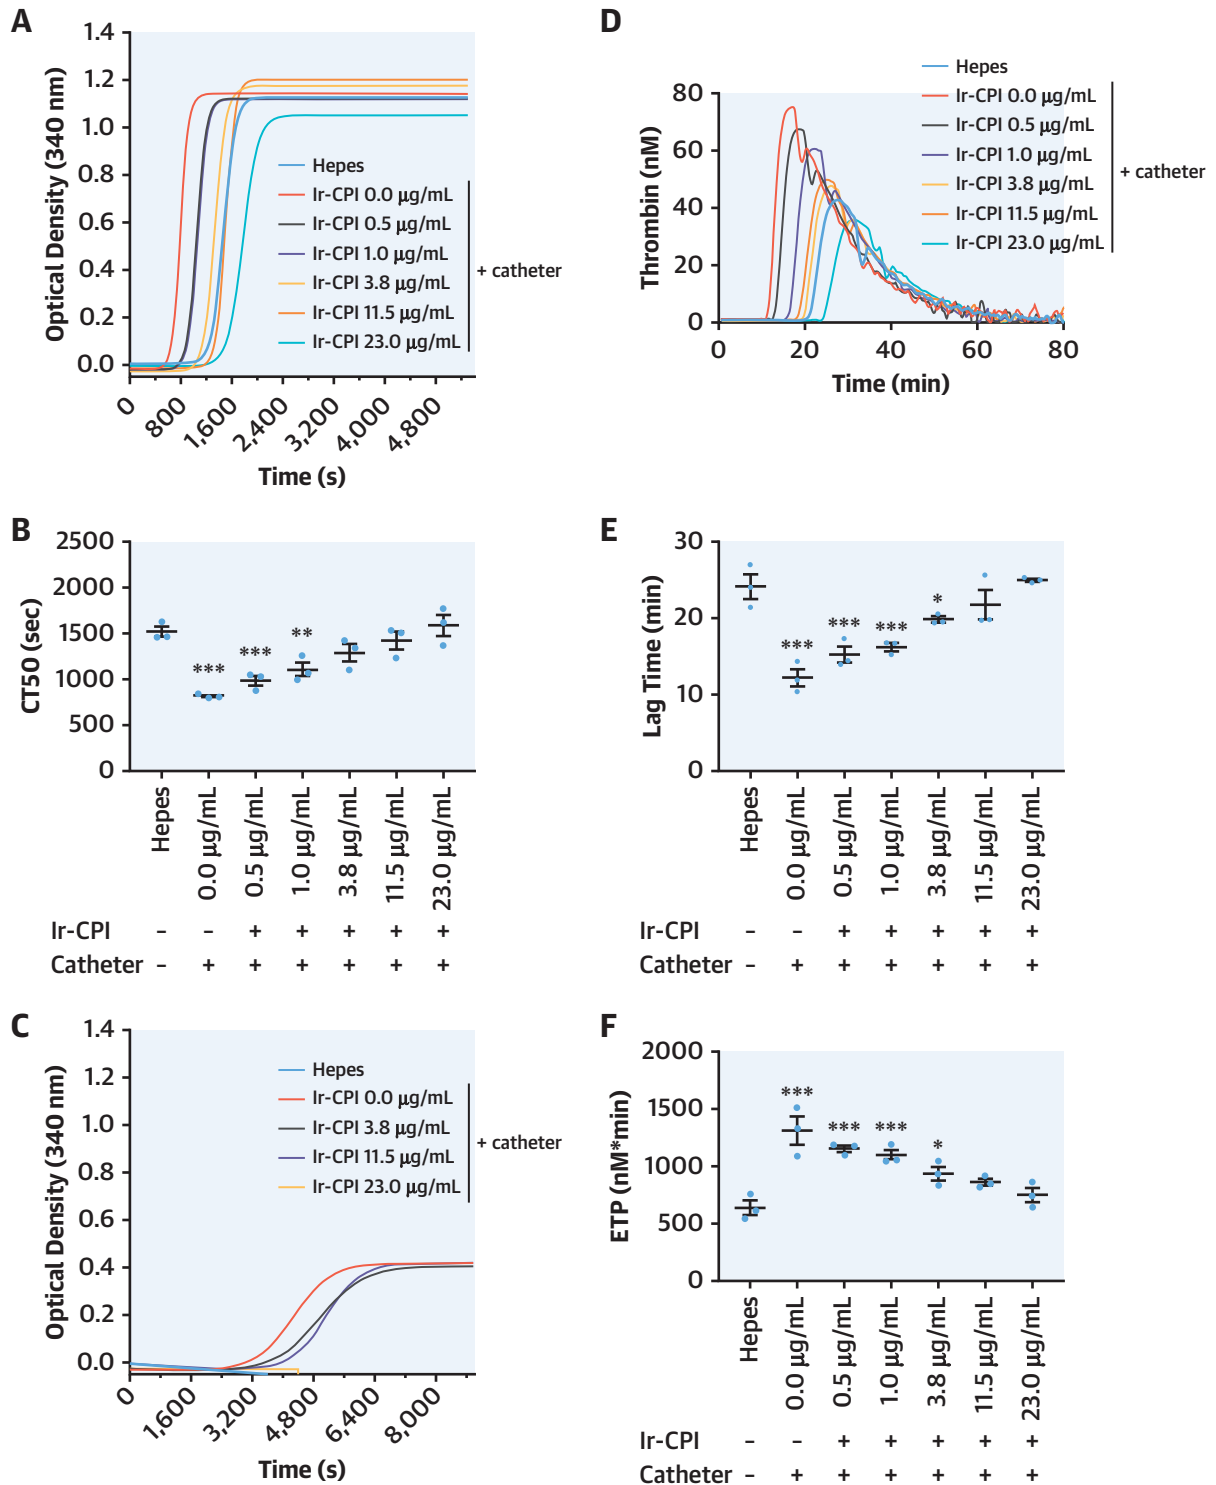 A
1.4
1.2
1.0
0.8
0.6
0.4
0.2
0.0
Optical Density (340 nm)
Hepes
Ir-CPI 0.0 µg/mL
Ir-CPI 0.5 µg/mL
Ir-CPI 1.0 µg/mL
Ir-CPI 3.8 µg/mL
Ir-CPI 11.5 µg/mL
Ir-CPI 23.0 µg/mL
+ catheter
0 800 1,600 2,400 3,200 4,000 4,800
Time (s)
D
Hepes
Ir-CPI 0.0 µg/mL
Ir-CPI 0.5 µg/mL
Ir-CPI 1.0 µg/mL
Ir-CPI 3.8 µg/mL
Ir-CPI 11.5 µg/mL
Ir-CPI 23.0 µg/mL
+ catheter
80
60
40
20
0
Thrombin (nM)
0 20 40 60 80
Time (min)
B
2500
2000
1500
1000
500
0
CT50 (sec)
*** *** **
Hepes 0.0 µg/mL 0.5 µg/mL 1.0 µg/mL 3.8 µg/mL 11.5 µg/mL 23.0 µg/mL
Ir-CPI – – + + + + +
Catheter – + + + + + +
E
30
20
10
0
Lag Time (min)
*** *** *** *
Hepes 0.0 µg/mL 0.5 µg/mL 1.0 µg/mL 3.8 µg/mL 11.5 µg/mL 23.0 µg/mL
Ir-CPI – – + + + + +
Catheter – + + + + + +
C
1.4
1.2
1.0
0.8
0.6
0.4
0.2
0.0
Optical Density (340 nm)
Hepes
Ir-CPI 0.0 µg/mL
Ir-CPI 3.8 µg/mL
Ir-CPI 11.5 µg/mL
Ir-CPI 23.0 µg/mL
+ catheter
0 1,600 3,200 4,800 6,400 8,000
Time (s)
F
2000
1500
1000
500
0
ETP (nM*min)
*** *** *** *
Hepes 0.0 µg/mL 0.5 µg/mL 1.0 µg/mL 3.8 µg/mL 11.5 µg/mL 23.0 µg/mL
Ir-CPI – – + + + + +
Catheter – + + + + + +